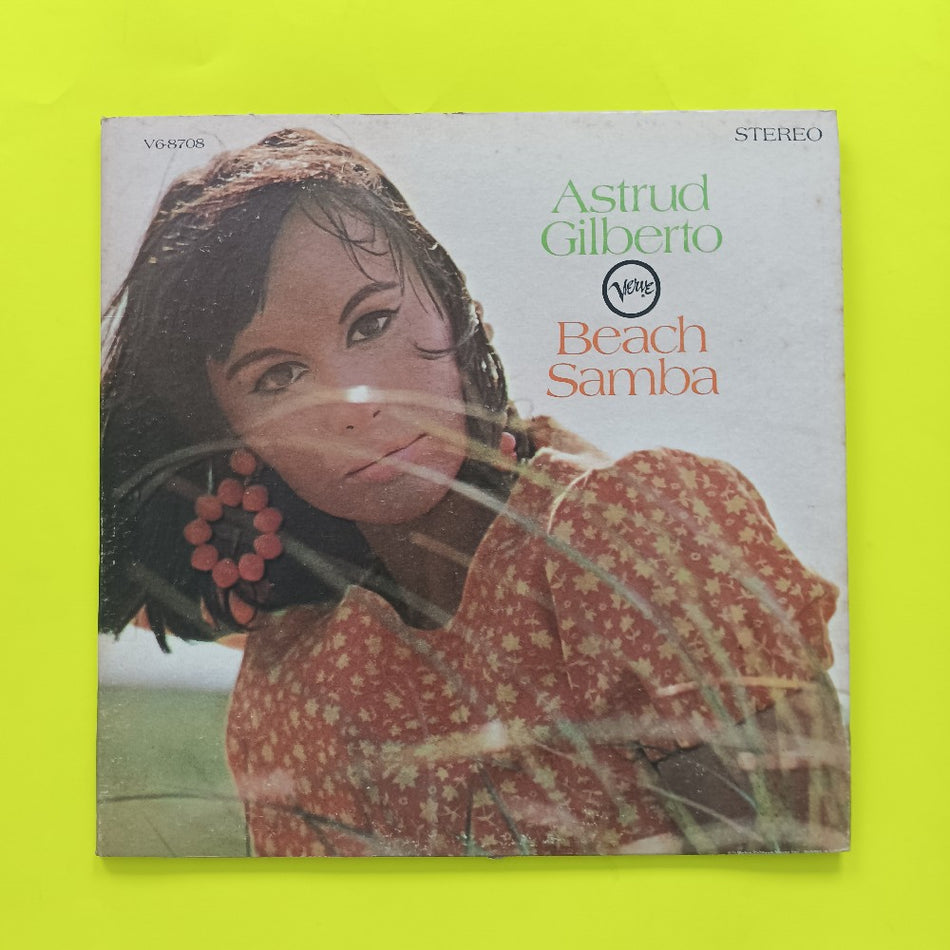 V6-8708
STEREO
Astrud
Gilberto
Verve
Beach
Samba